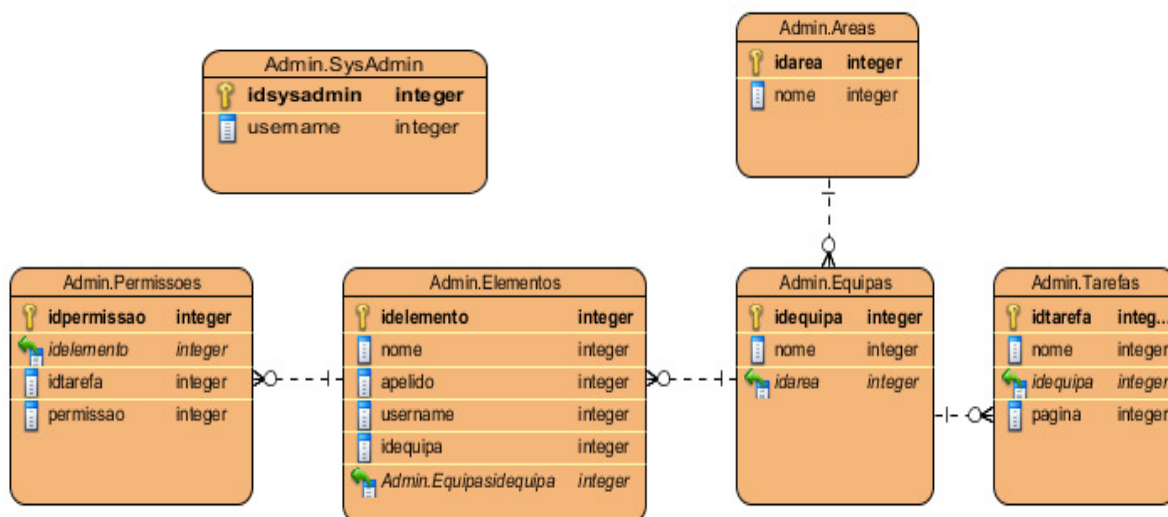 Admin.SysAdmin
idsysadmin integer
username integer
Admin.Areas
idarea integer
nome integer
Admin.Permissoes
idpermissao integer
idelemento integer
idtarefa integer
permissao integer
Admin.Elementos
idelemento integer
nome integer
apelido integer
username integer
idequipa integer
Admin.Equipasidequipa integer
Admin.Equipas
idequipa integer
nome integer
idarea integer
Admin.Tarefas
idtarefa integ...
nome integer
idequipa integer
pagina integer